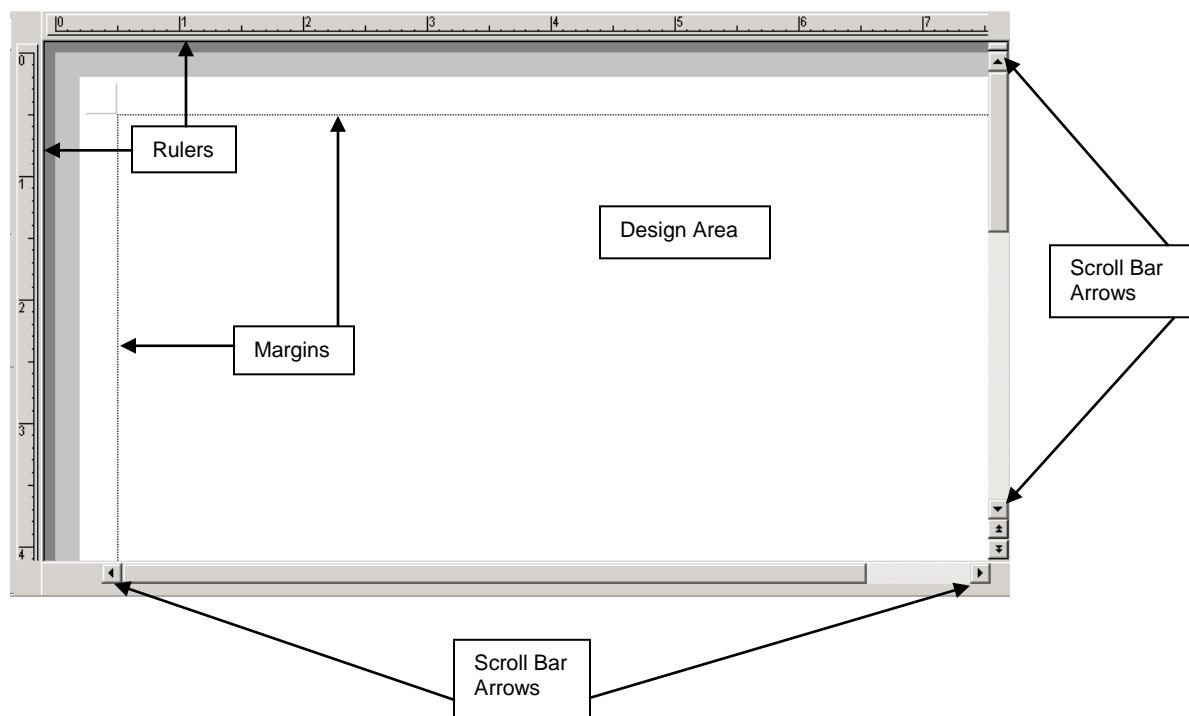 0 1 2 3 4 5 6 7
0
Rulers
1
Design Area
Scroll Bar
Arrows
2
Margins
3
4
Scroll Bar
Arrows